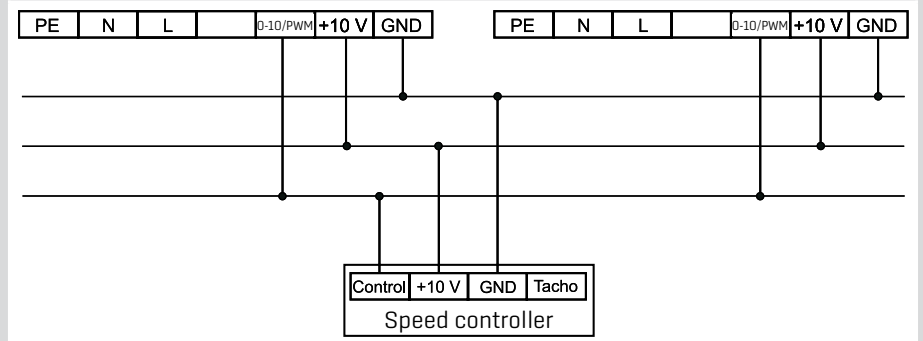 PE N L 0-10/PWM +10 V GND PE N L 0-10/PWM +10 V GND
Control +10 V GND Tacho
Speed controller